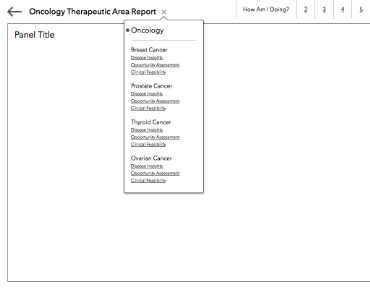 Oncology Therapeutic Area Report ×
How Am I Doing? 2 3 4 5
Panel Title
Oncology
Breast Cancer
Disease Insights
Opportunity Assessment
Clinical Feasibility
Prostate Cancer
Disease Insights
Opportunity Assessment
Clinical Feasibility
Thyroid Cancer
Disease Insights
Opportunity Assessment
Clinical Feasibility
Ovarian Cancer
Disease Insights
Opportunity Assessment
Clinical Feasibility